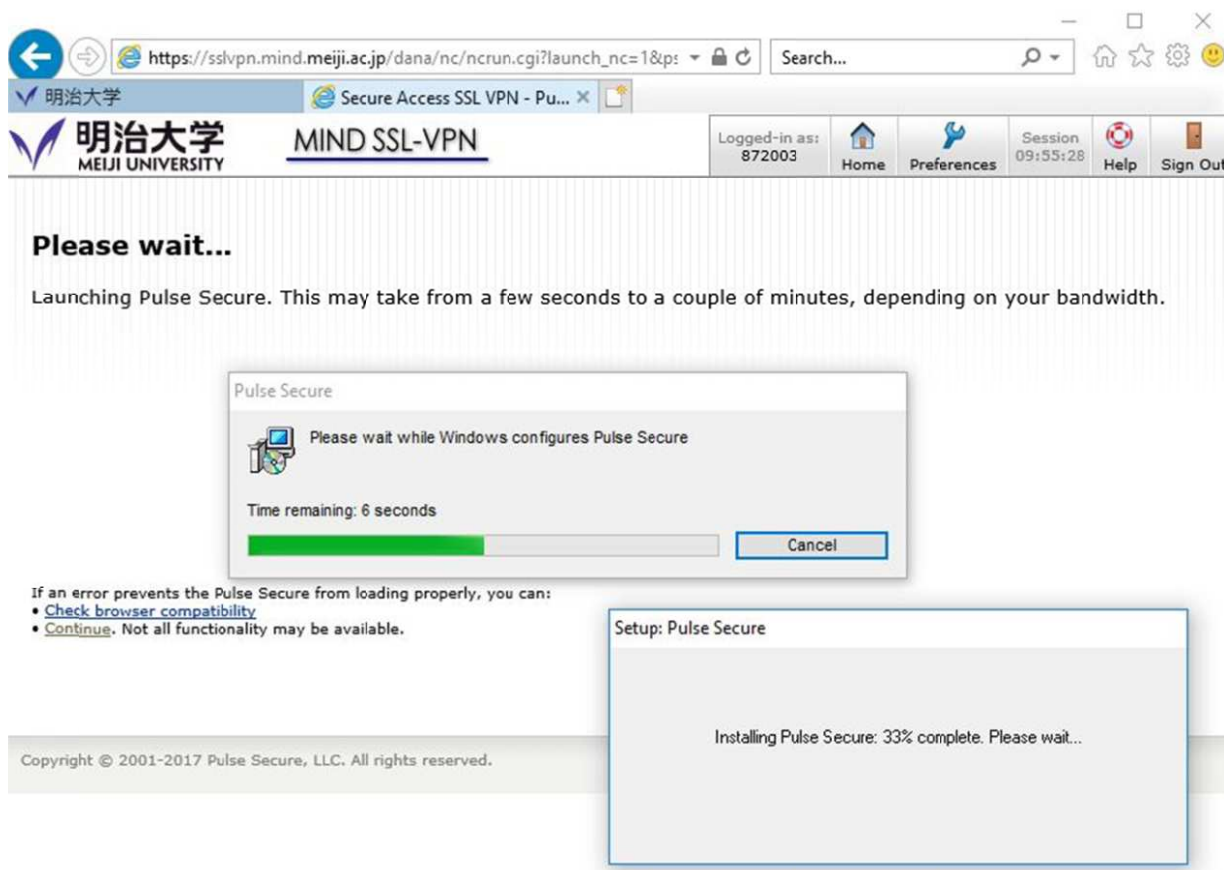 https://sslvpn.mind.meiji.ac.jp/dana/nc/ncrun.cgi?launch_nc=1&ps
Search...
明治大学
Secure Access SSL VPN - Pu...
明治大学
MEIJI UNIVERSITY
MIND SSL-VPN
Logged-in as:
872003
Home
Preferences
Session
09:55:28
Help
Sign Out
Please wait...
Launching Pulse Secure. This may take from a few seconds to a couple of minutes, depending on your bandwidth.
Pulse Secure
Please wait while Windows configures Pulse Secure
Time remaining: 6 seconds
Cancel
If an error prevents the Pulse Secure from loading properly, you can:
• Check browser compatibility
• Continue. Not all functionality may be available.
Setup: Pulse Secure
Installing Pulse Secure: 33% complete. Please wait...
Copyright © 2001-2017 Pulse Secure, LLC. All rights reserved.